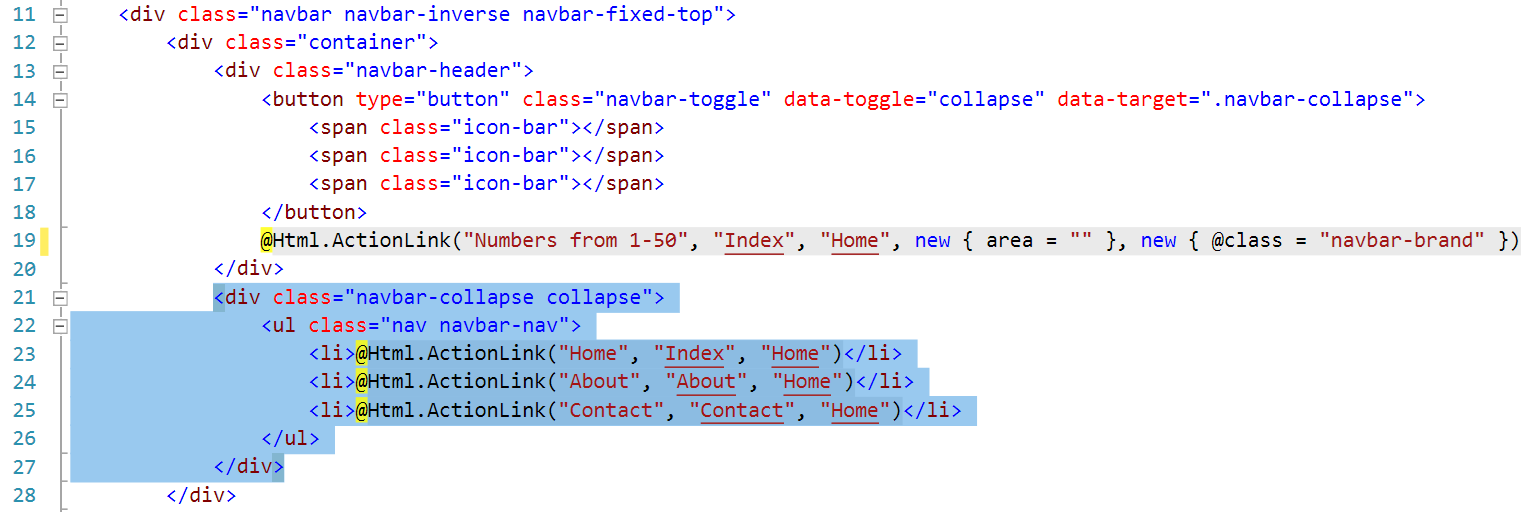 11 <div class="navbar navbar-inverse navbar-fixed-top">
12 <div class="container">
13 <div class="navbar-header">
14 <button type="button" class="navbar-toggle" data-toggle="collapse" data-target=".navbar-collapse">
15 <span class="icon-bar"></span>
16 <span class="icon-bar"></span>
17 <span class="icon-bar"></span>
18 </button>
19 @Html.ActionLink("Numbers from 1-50", "Index", "Home", new { area = "" }, new { @class = "navbar-brand" })
20 </div>
21 <div class="navbar-collapse collapse">
22 <ul class="nav navbar-nav">
23 <li>@Html.ActionLink("Home", "Index", "Home")</li>
24 <li>@Html.ActionLink("About", "About", "Home")</li>
25 <li>@Html.ActionLink("Contact", "Contact", "Home")</li>
26 </ul>
27 </div>
28 </div>